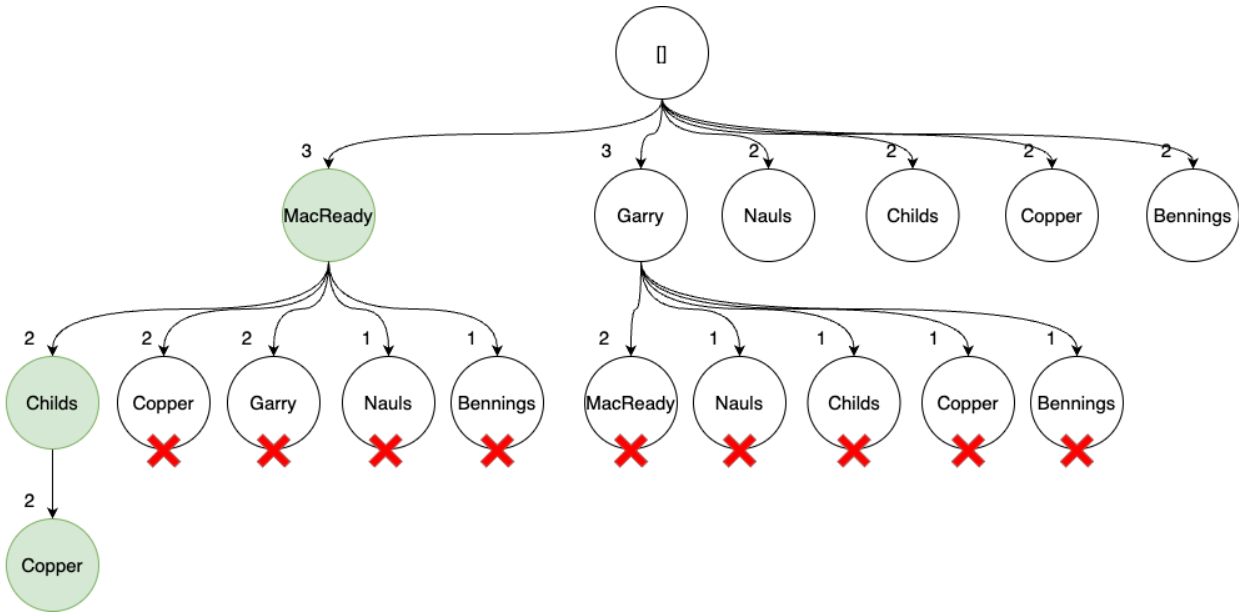 []
3 3 2 2 2 2
MacReady Garry Nauls Childs Copper Bennings
2 2 2 1 1 2 1 1 1 1
Childs Copper Garry Nauls Bennings MacReady Nauls Childs Copper Bennings
2
Copper